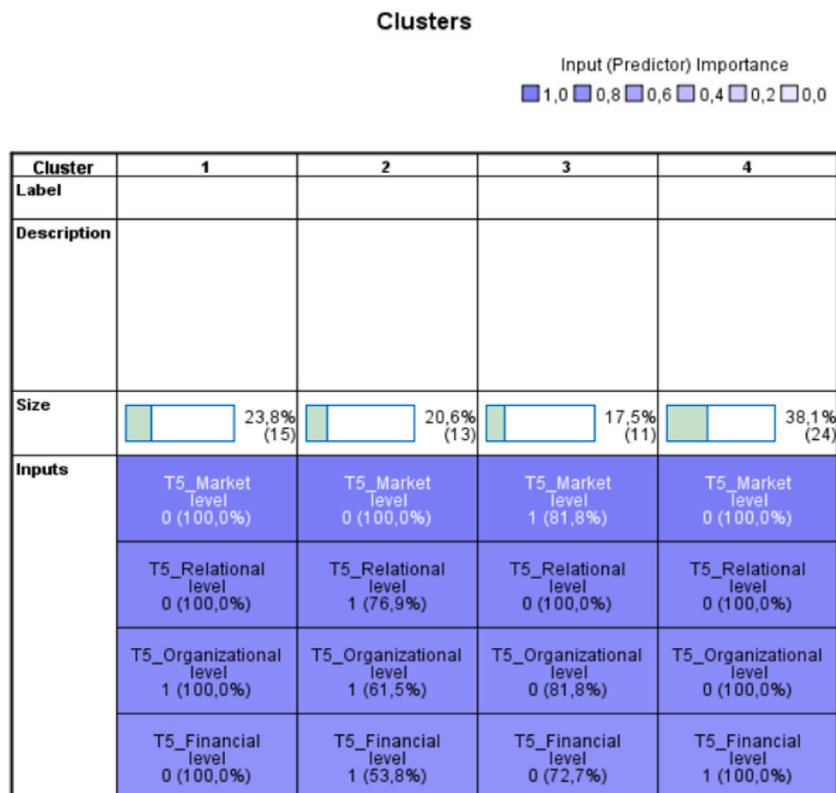 Clusters
Input (Predictor) Importance
1,0 0,8 0,6 0,4 0,2 0,0
Cluster 1 2 3 4
Label
Description
Size 23,8% (15) 20,6% (13) 17,5% (11) 38,1% (24)
Inputs
T5_Market level 0 (100,0%) T5_Market level 0 (100,0%) T5_Market level 1 (81,8%) T5_Market level 0 (100,0%)
T5_Relational level 0 (100,0%) T5_Relational level 1 (76,9%) T5_Relational level 0 (100,0%) T5_Relational level 0 (100,0%)
T5_Organizational level 1 (100,0%) T5_Organizational level 1 (61,5%) T5_Organizational level 0 (81,8%) T5_Organizational level 0 (100,0%)
T5_Financial level 0 (100,0%) T5_Financial level 1 (53,8%) T5_Financial level 0 (72,7%) T5_Financial level 1 (100,0%)